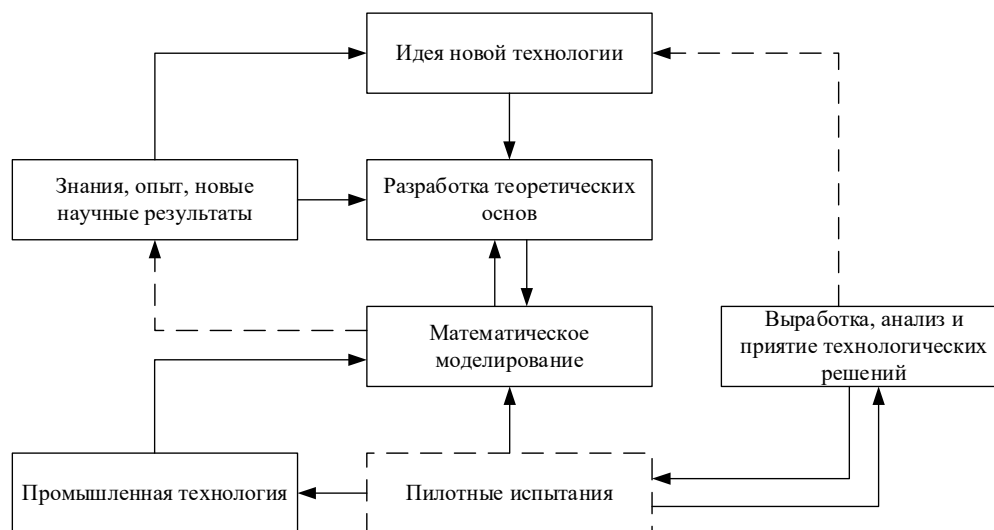 Идея новой технологии
Знания, опыт, новые
научные результаты
Разработка теоретических
основ
Математическое
моделирование
Выработка, анализ и
приятие технологических
решений
Промышленная технология
Пилотные испытания